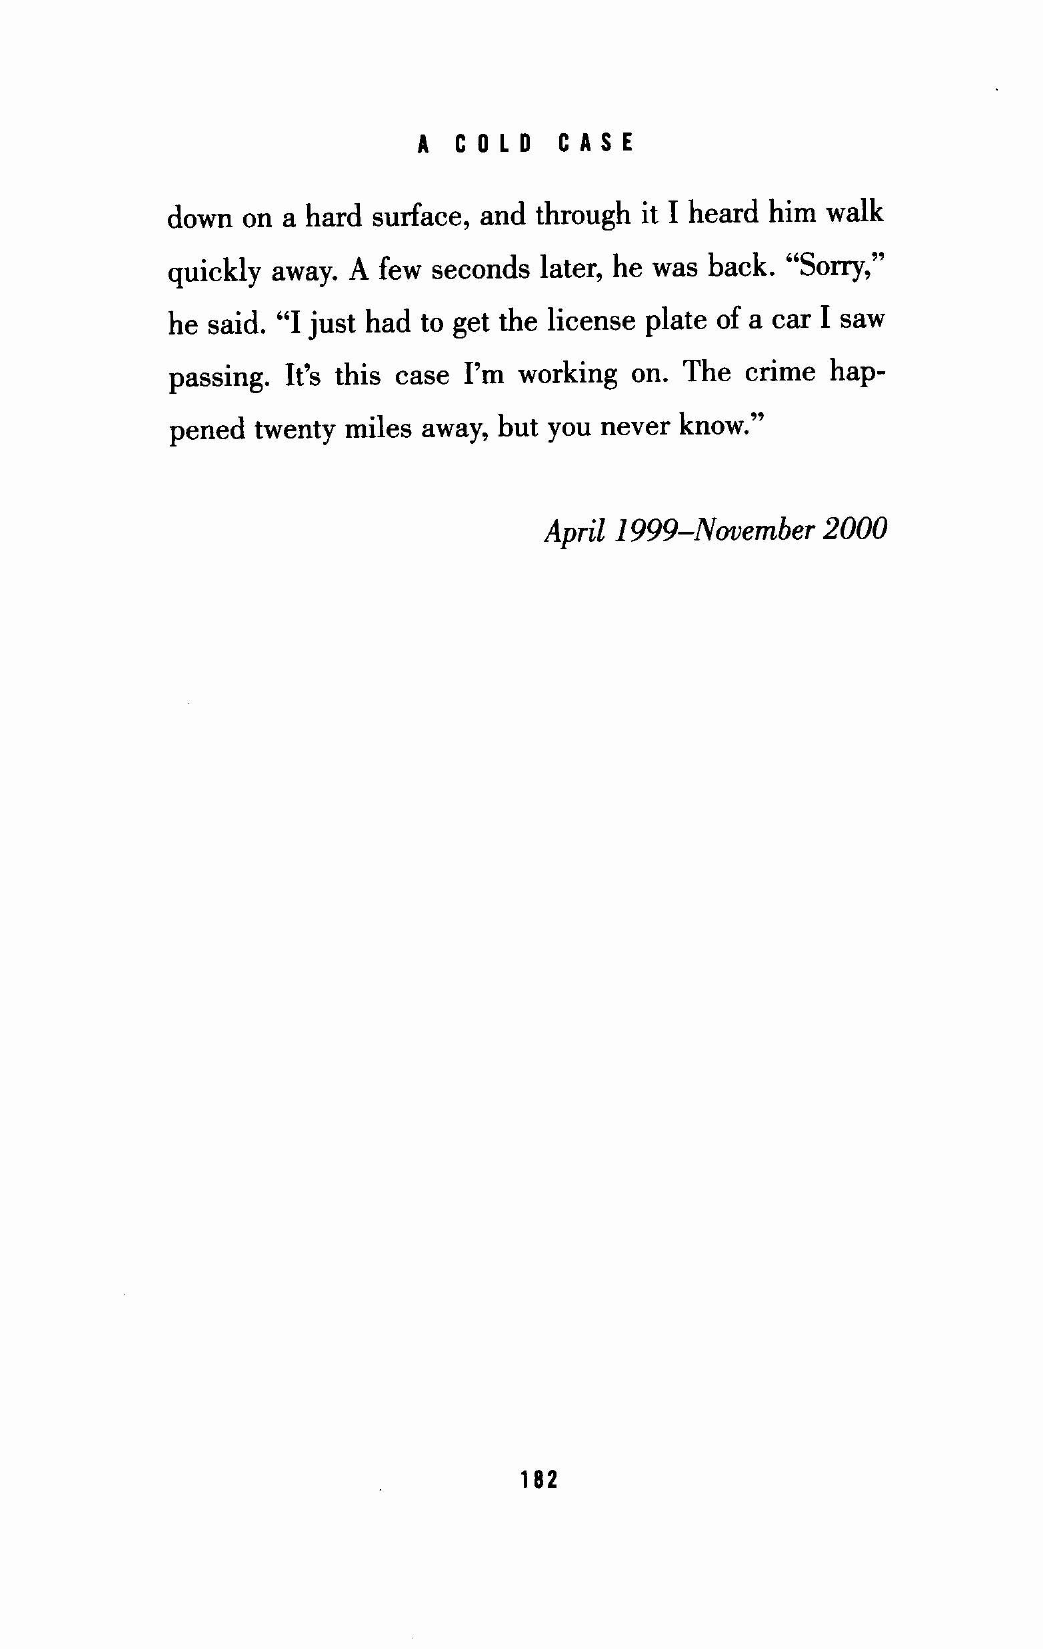 A COLD CASE
down on a hard surface, and through it I heard him walk
quickly away. A few seconds later, he was back. “Sorry,”
he said. “I just had to get the license plate of a car I saw
passing. It’s this case I’m working on. The crime hap-
pened twenty miles away, but you never know.”
April 1999–November 2000
182